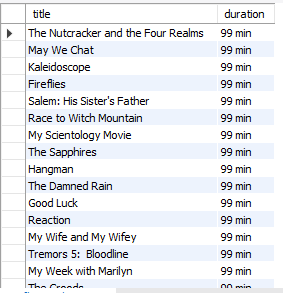 title duration
The Nutcracker and the Four Realms 99 min
May We Chat 99 min
Kaleidoscope 99 min
Fireflies 99 min
Salem: His Sister's Father 99 min
Race to Witch Mountain 99 min
My Scientology Movie 99 min
The Sapphires 99 min
Hangman 99 min
The Damned Rain 99 min
Good Luck 99 min
Reaction 99 min
My Wife and My Wifey 99 min
Tremors 5:  Bloodline 99 min
My Week with Marilyn 99 min
The Croods 99 min